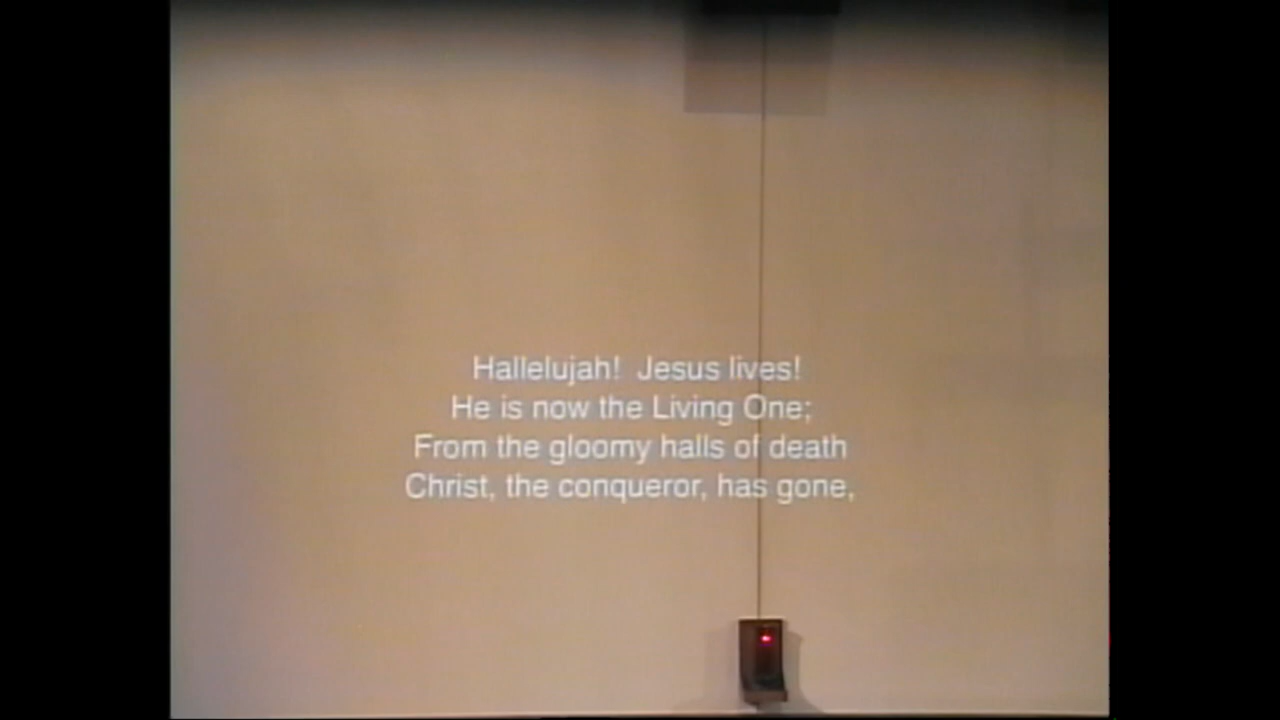 Hallelujah!  Jesus lives!
He is now the Living One;
From the gloomy halls of death
Christ, the conqueror, has gone,